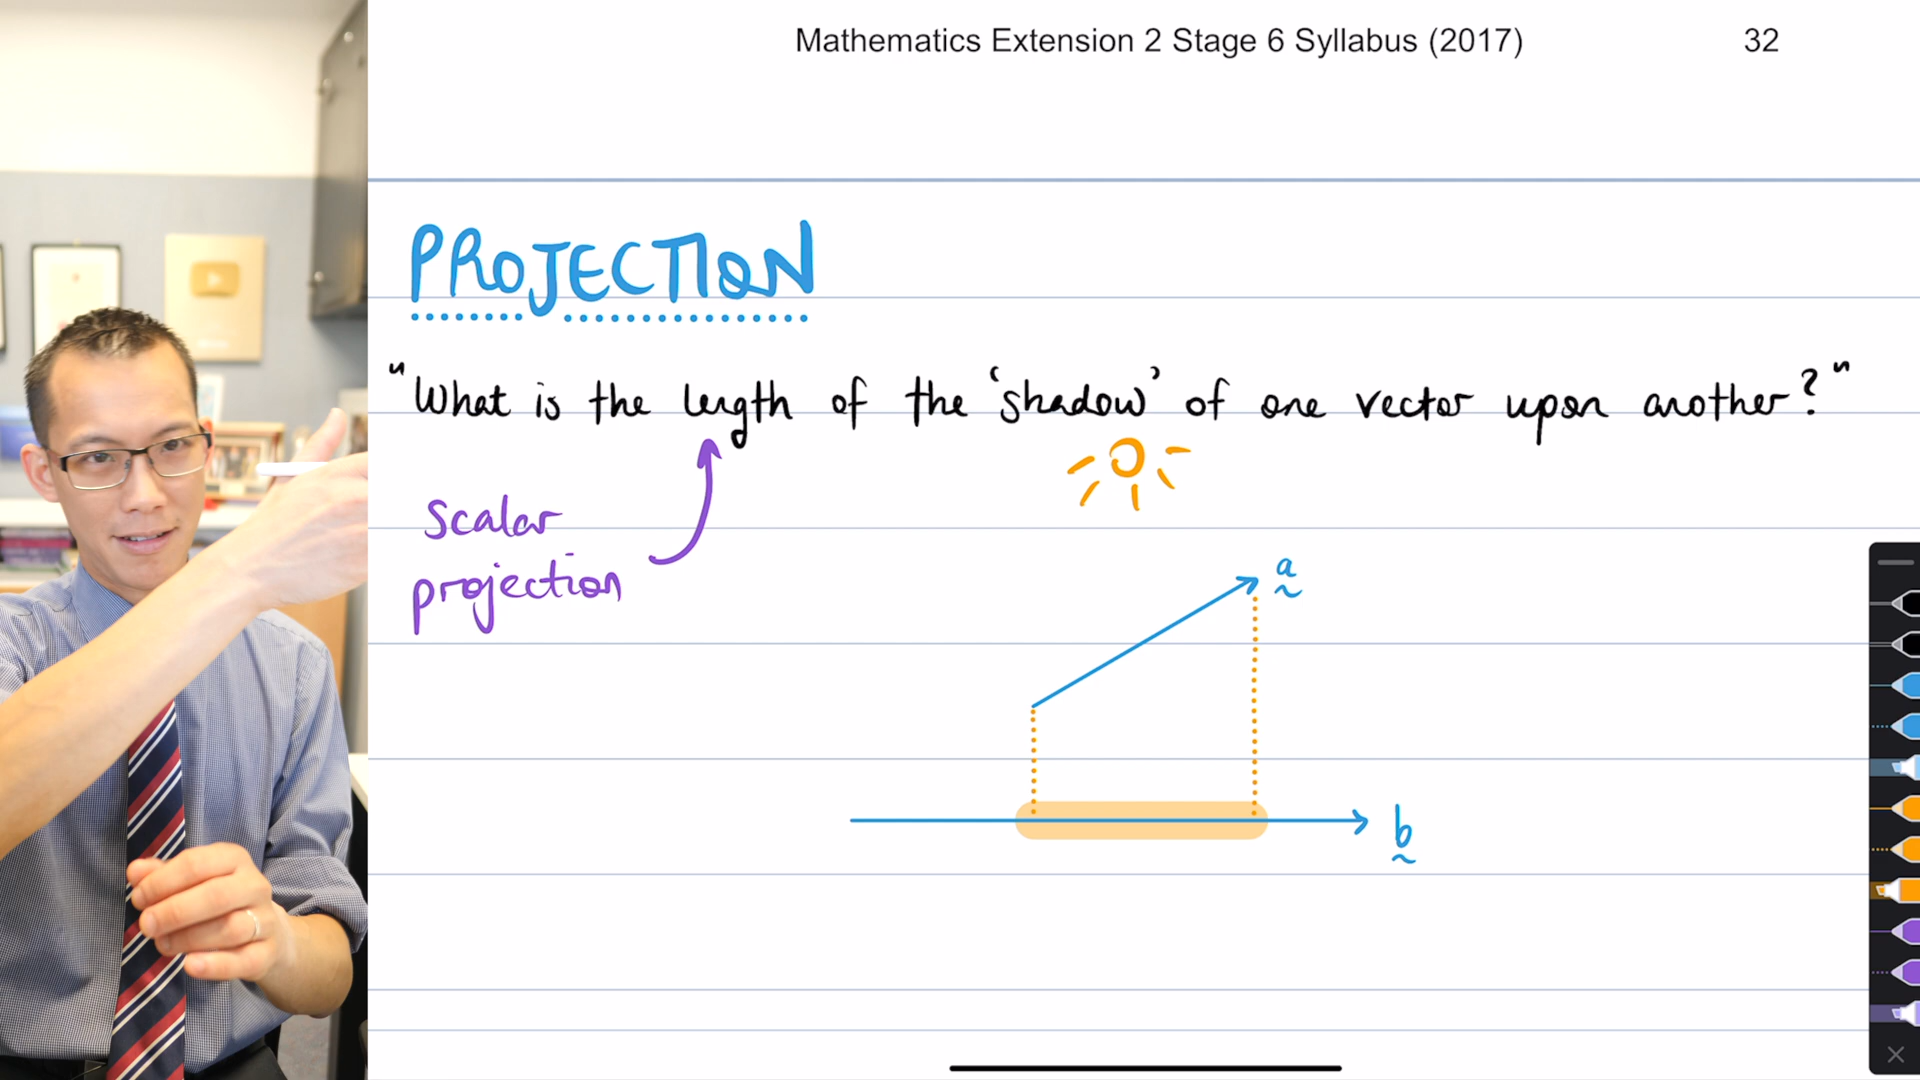 Mathematics Extension 2 Stage 6 Syllabus (2017) 32
PROJECTION
"What is the length of the 'shadow' of one vector upon another?"
scalar
projection
a
b